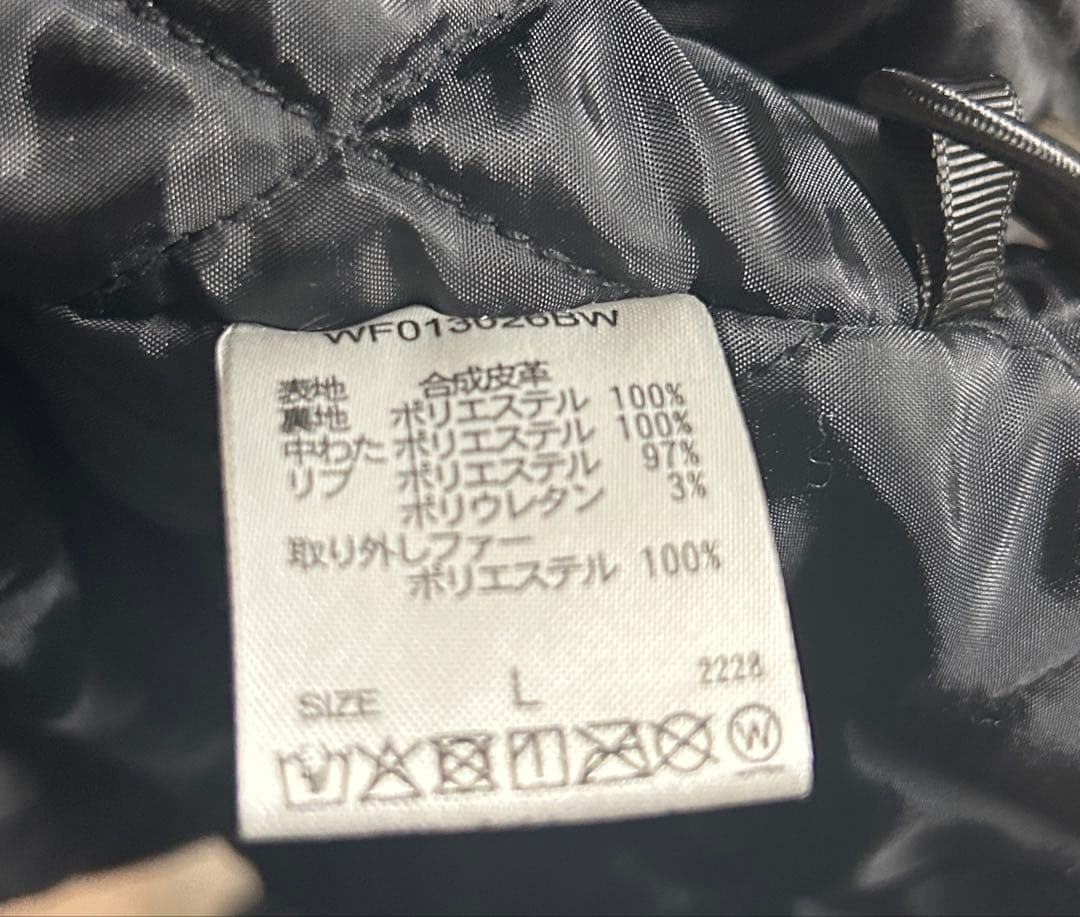 WF013626BW
表地 合成皮革
裏地 ポリエステル 100%
中わた ポリエステル 100%
リブ ポリエステル 97%
ポリウレタン 3%
取り外しファー
ポリエステル 100%
SIZE L 2228
W